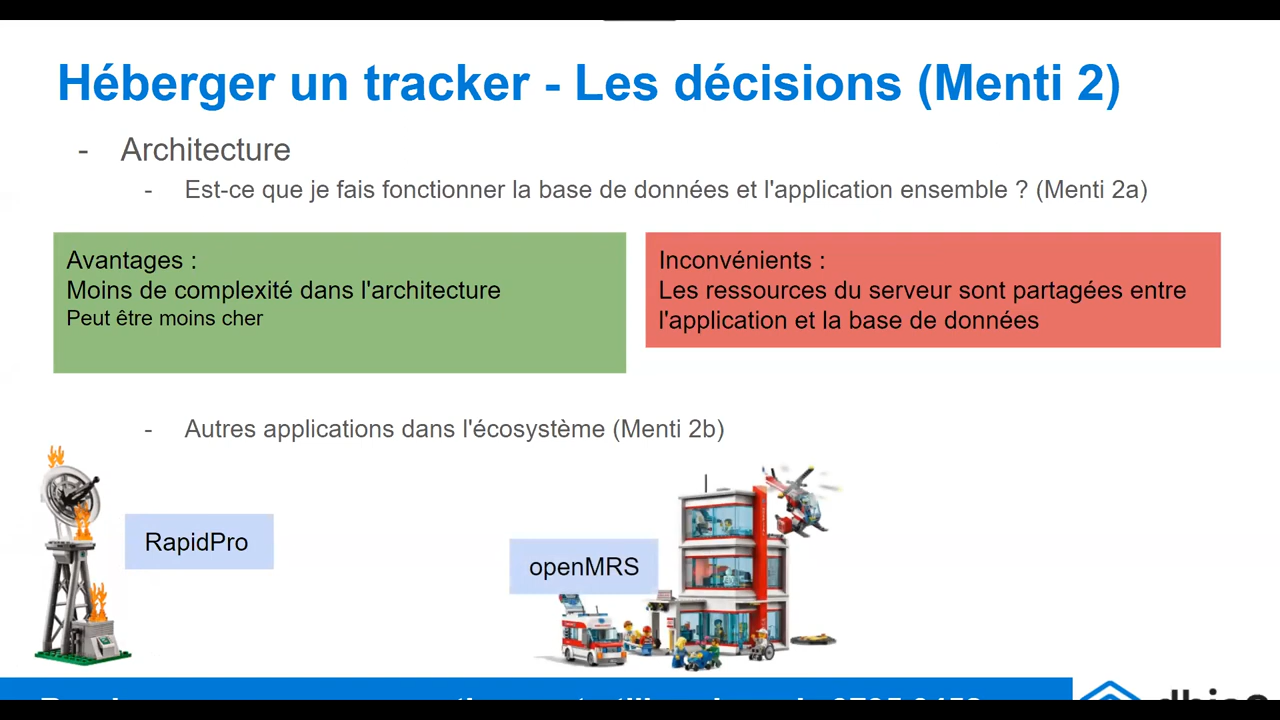 Héberger un tracker - Les décisions (Menti 2)
- Architecture
- Est-ce que je fais fonctionner la base de données et l'application ensemble ? (Menti 2a)
Avantages :
Moins de complexité dans l'architecture
Peut être moins cher
Inconvénients :
Les ressources du serveur sont partagées entre
l'application et la base de données
- Autres applications dans l'écosystème (Menti 2b)
RapidPro
openMRS